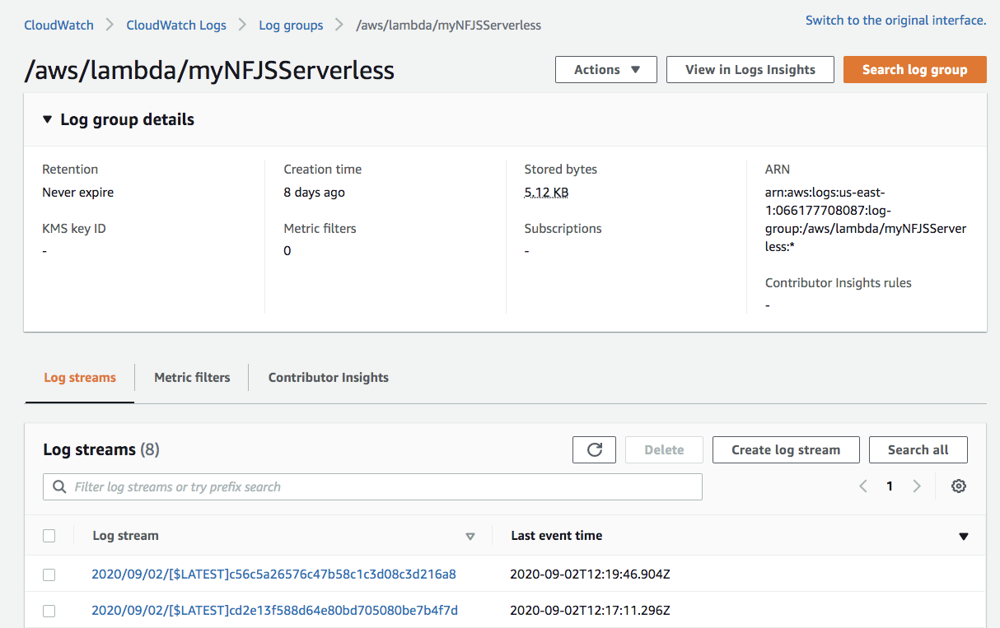 CloudWatch CloudWatch Logs Log groups /aws/lambda/myNFJSServerless
Switch to the original interface.
/aws/lambda/myNFJSServerless
Actions View in Logs Insights Search log group
Log group details
Retention
Never expire
KMS key ID
-
Creation time
8 days ago
Metric filters
0
Stored bytes
5.12 KB
Subscriptions
-
ARN
arn:aws:logs:us-east-
1:066177708087:log-
group:/aws/lambda/myNFJSServer
less:*
Contributor Insights rules
-
Log streams Metric filters Contributor Insights
Log streams (8)
Delete Create log stream Search all
Filter log streams or try prefix search
1
Log stream Last event time
2020/09/02/[$LATEST]c56c5a26576c47b58c1c3d08c3d216a8 2020-09-02T12:19:46.904Z
2020/09/02/[$LATEST]cd2e13f588d64e80bd705080be7b4f7d 2020-09-02T12:17:11.296Z